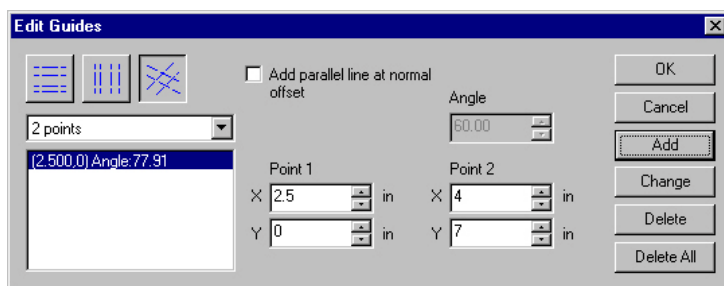 Edit Guides
Add parallel line at normal
offset
2 points
Angle
60.00
(2.500,0) Angle:77.91
Point 1
X 2.5 in
Y 0 in
Point 2
X 4 in
Y 7 in
OK
Cancel
Add
Change
Delete
Delete All